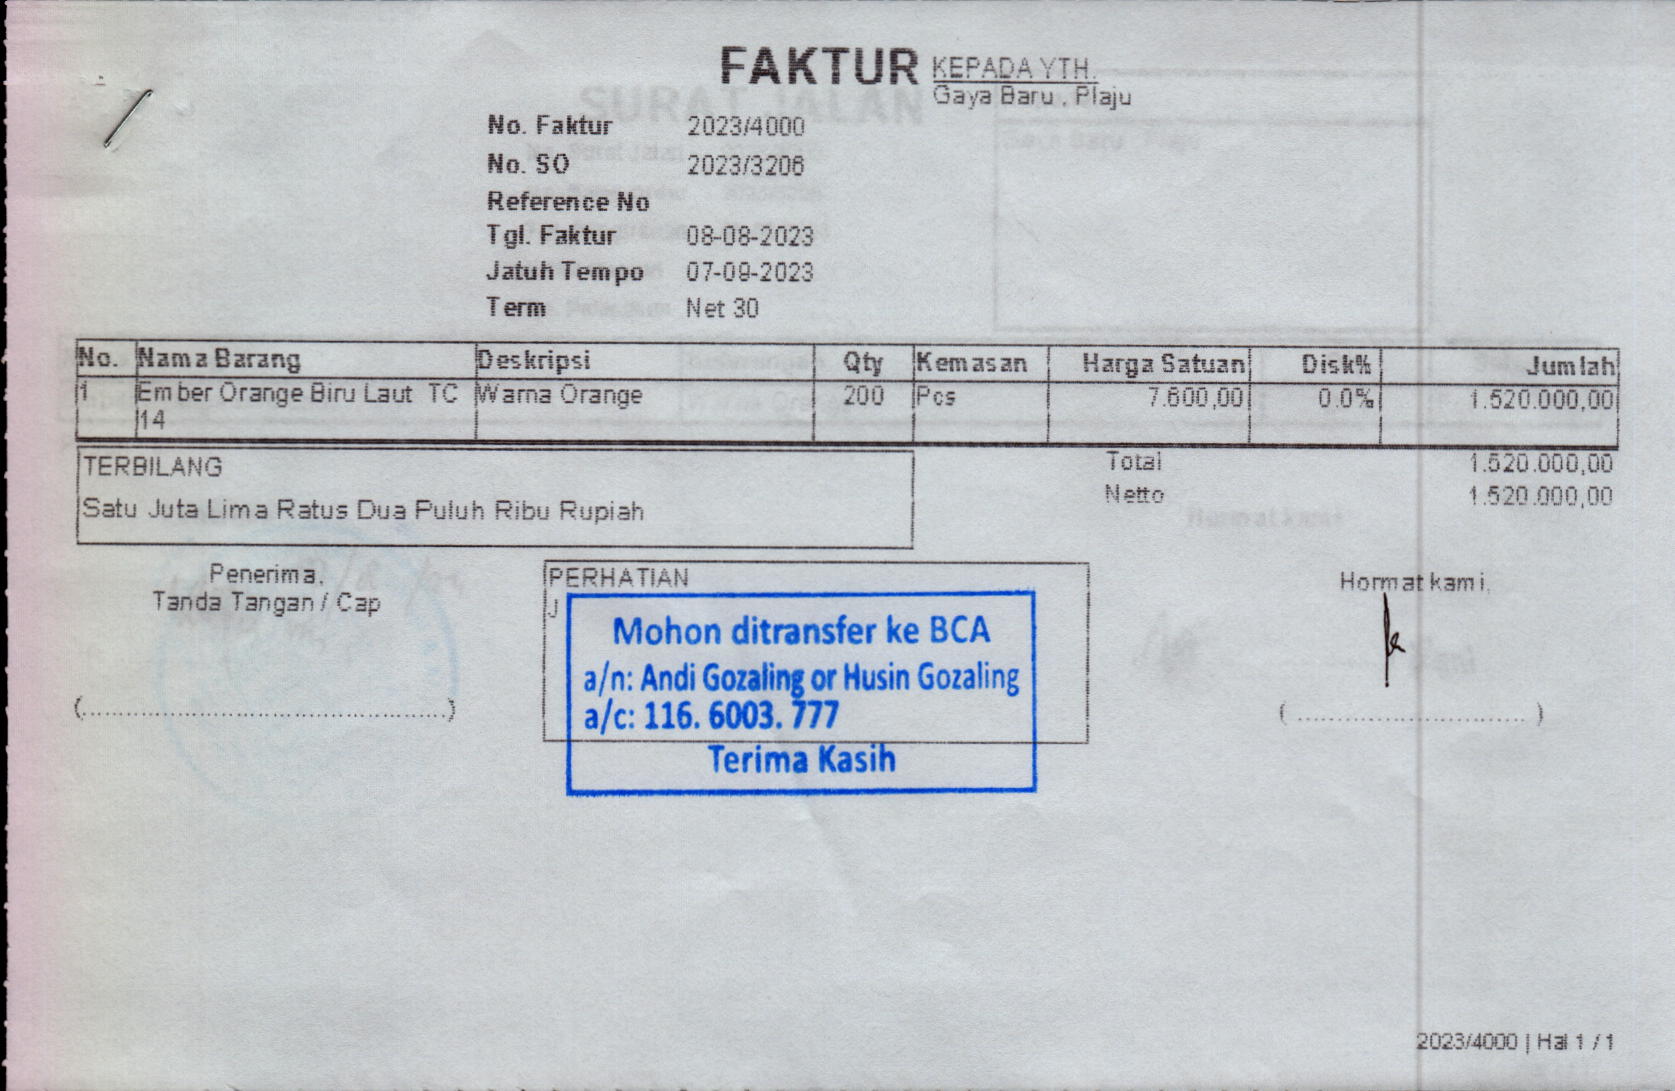 FAKTUR
KEPADA YTH.
Gaya Baru , Plaju
No. Faktur 2023/4000
No. SO 2023/3206
Reference No
Tgl. Faktur 08-08-2023
Jatuh Tempo 07-09-2023
Term Net 30
No. Nama Barang Deskripsi Qty Kemasan Harga Satuan Disk% Jumlah
1 Ember Orange Biru Laut TC Warna Orange 200 Pcs 7.600,00 0.0% 1.520.000,00
14
TERBILANG
Satu Juta Lima Ratus Dua Puluh Ribu Rupiah
Total 1.520.000,00
Netto 1.520.000,00
Penerima,
Tanda Tangan / Cap
(................................................)
PERHATIAN
J
Mohon ditransfer ke BCA
a/n: Andi Gozaling or Husin Gozaling
a/c: 116. 6003. 777
Terima Kasih
Hormat kami,
( .............................. )
2023/4000 | Hal 1 / 1
SURAT JALAN